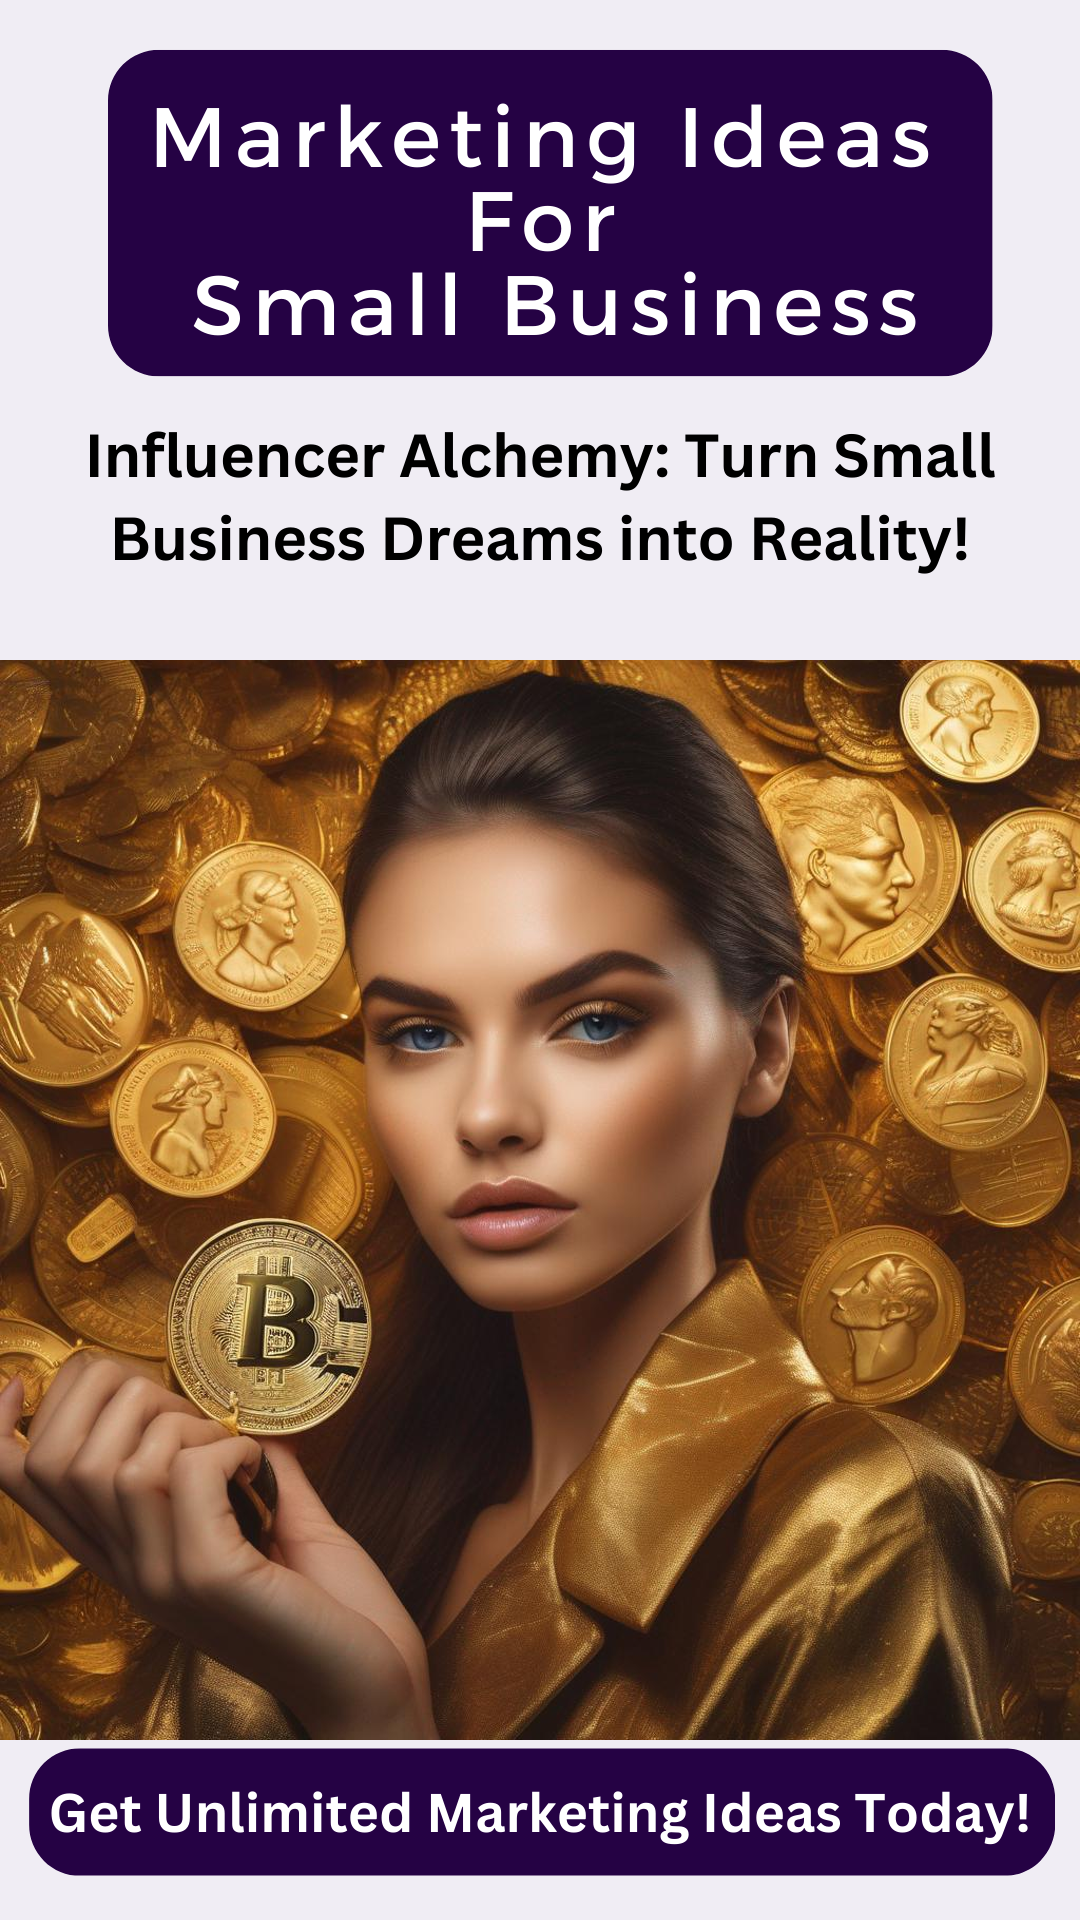 Marketing Ideas
For
Small Business
Influencer Alchemy: Turn Small
Business Dreams into Reality!
B
Get Unlimited Marketing Ideas Today!